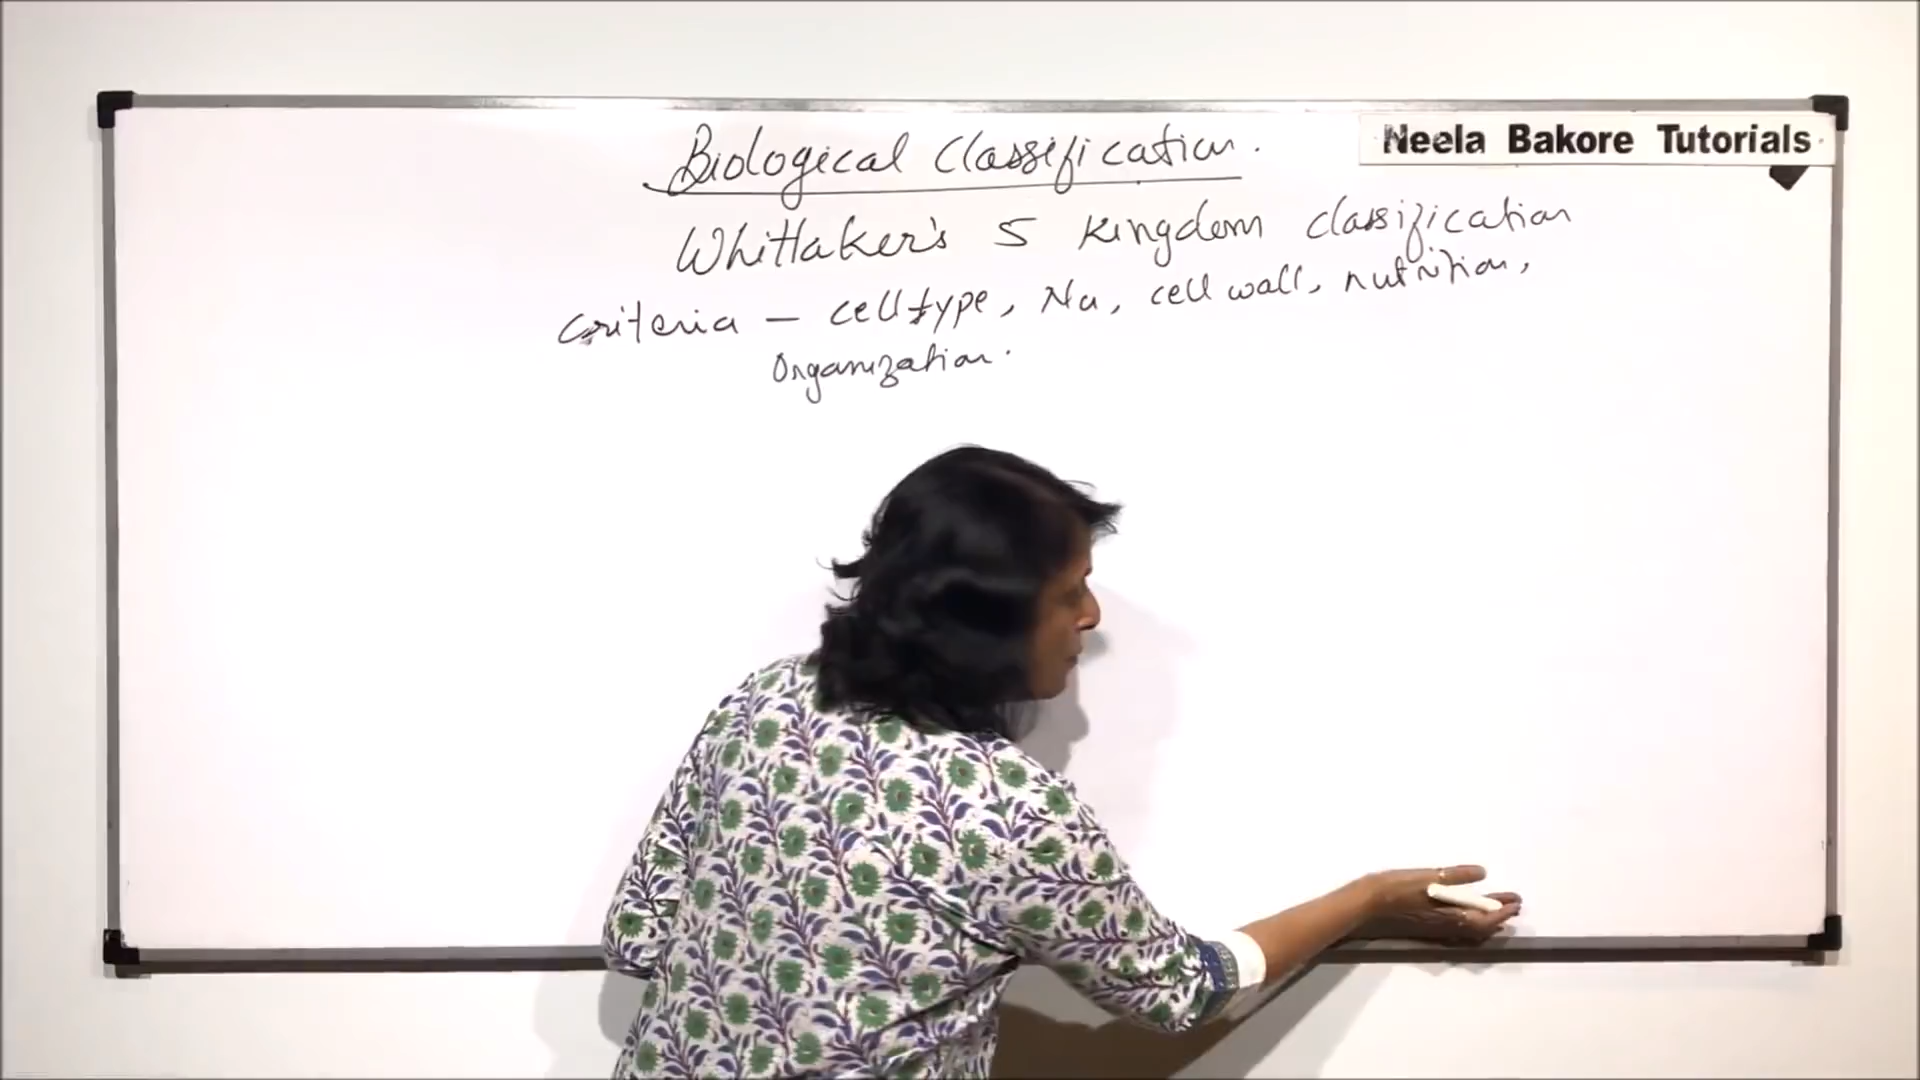 Biological Classification.
Neela Bakore Tutorials
Whittaker's 5 Kingdom classification
criteria - cell type, Nu, cell wall, nutrition,
Organization.